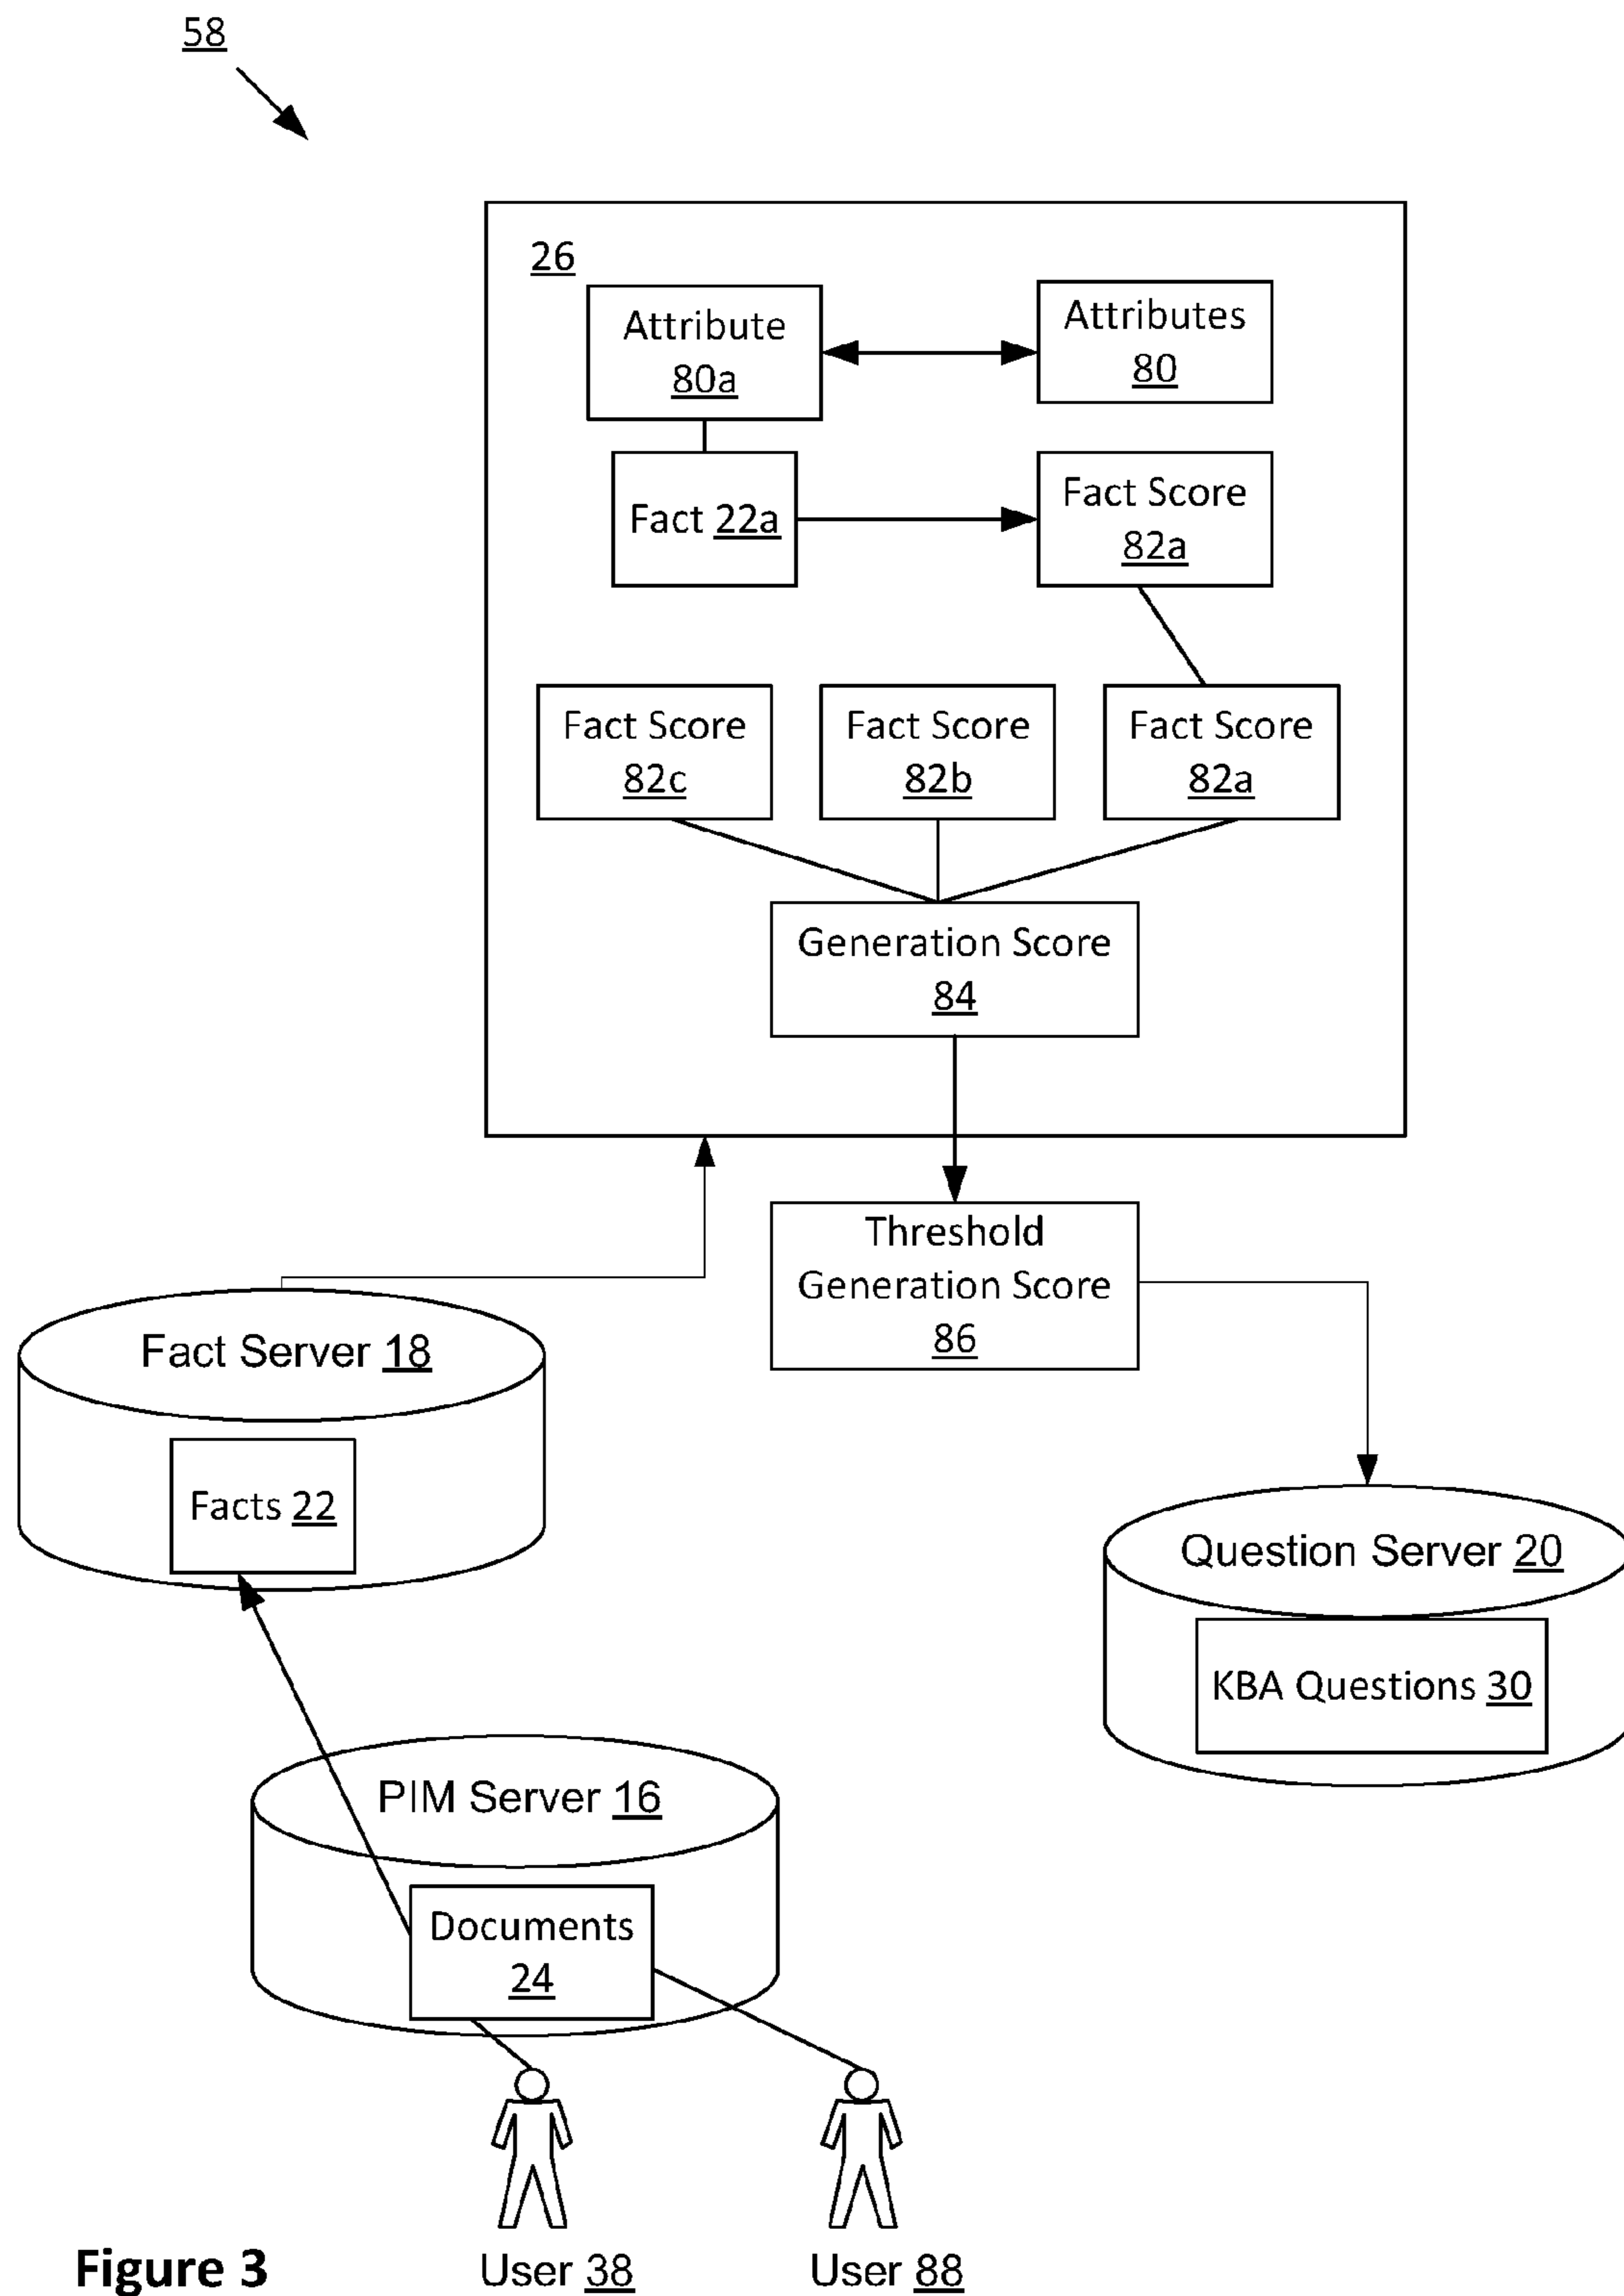 58
26
Attribute
80a
Attributes
80
Fact 22a
Fact Score
82a
Fact Score
82c
Fact Score
82b
Fact Score
82a
Generation Score
84
Threshold
Generation Score
86
Fact Server 18
Facts 22
Question Server 20
KBA Questions 30
PIM Server 16
Documents
24
User 38
User 88
Figure 3